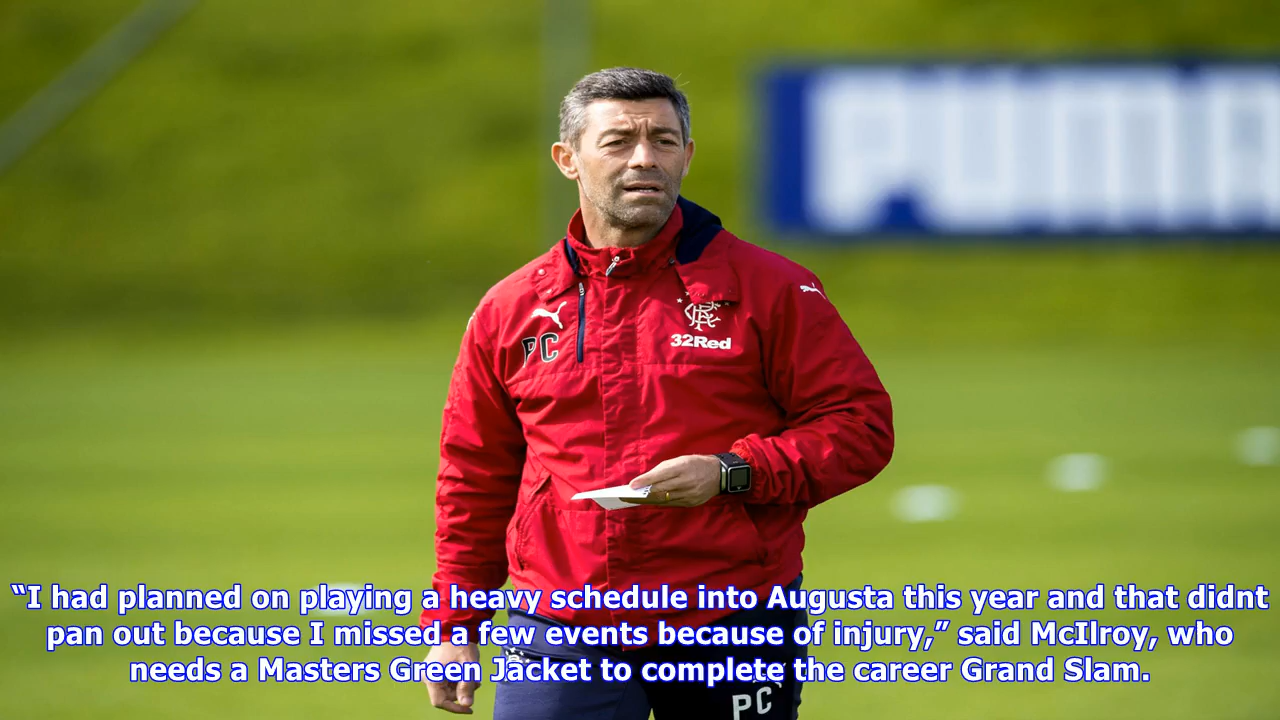 PUMA
PC
32Red
“I had planned on playing a heavy schedule into Augusta this year and that didnt
pan out because I missed a few events because of injury,” said McIlroy, who
needs a Masters Green Jacket to complete the career Grand Slam.
PC